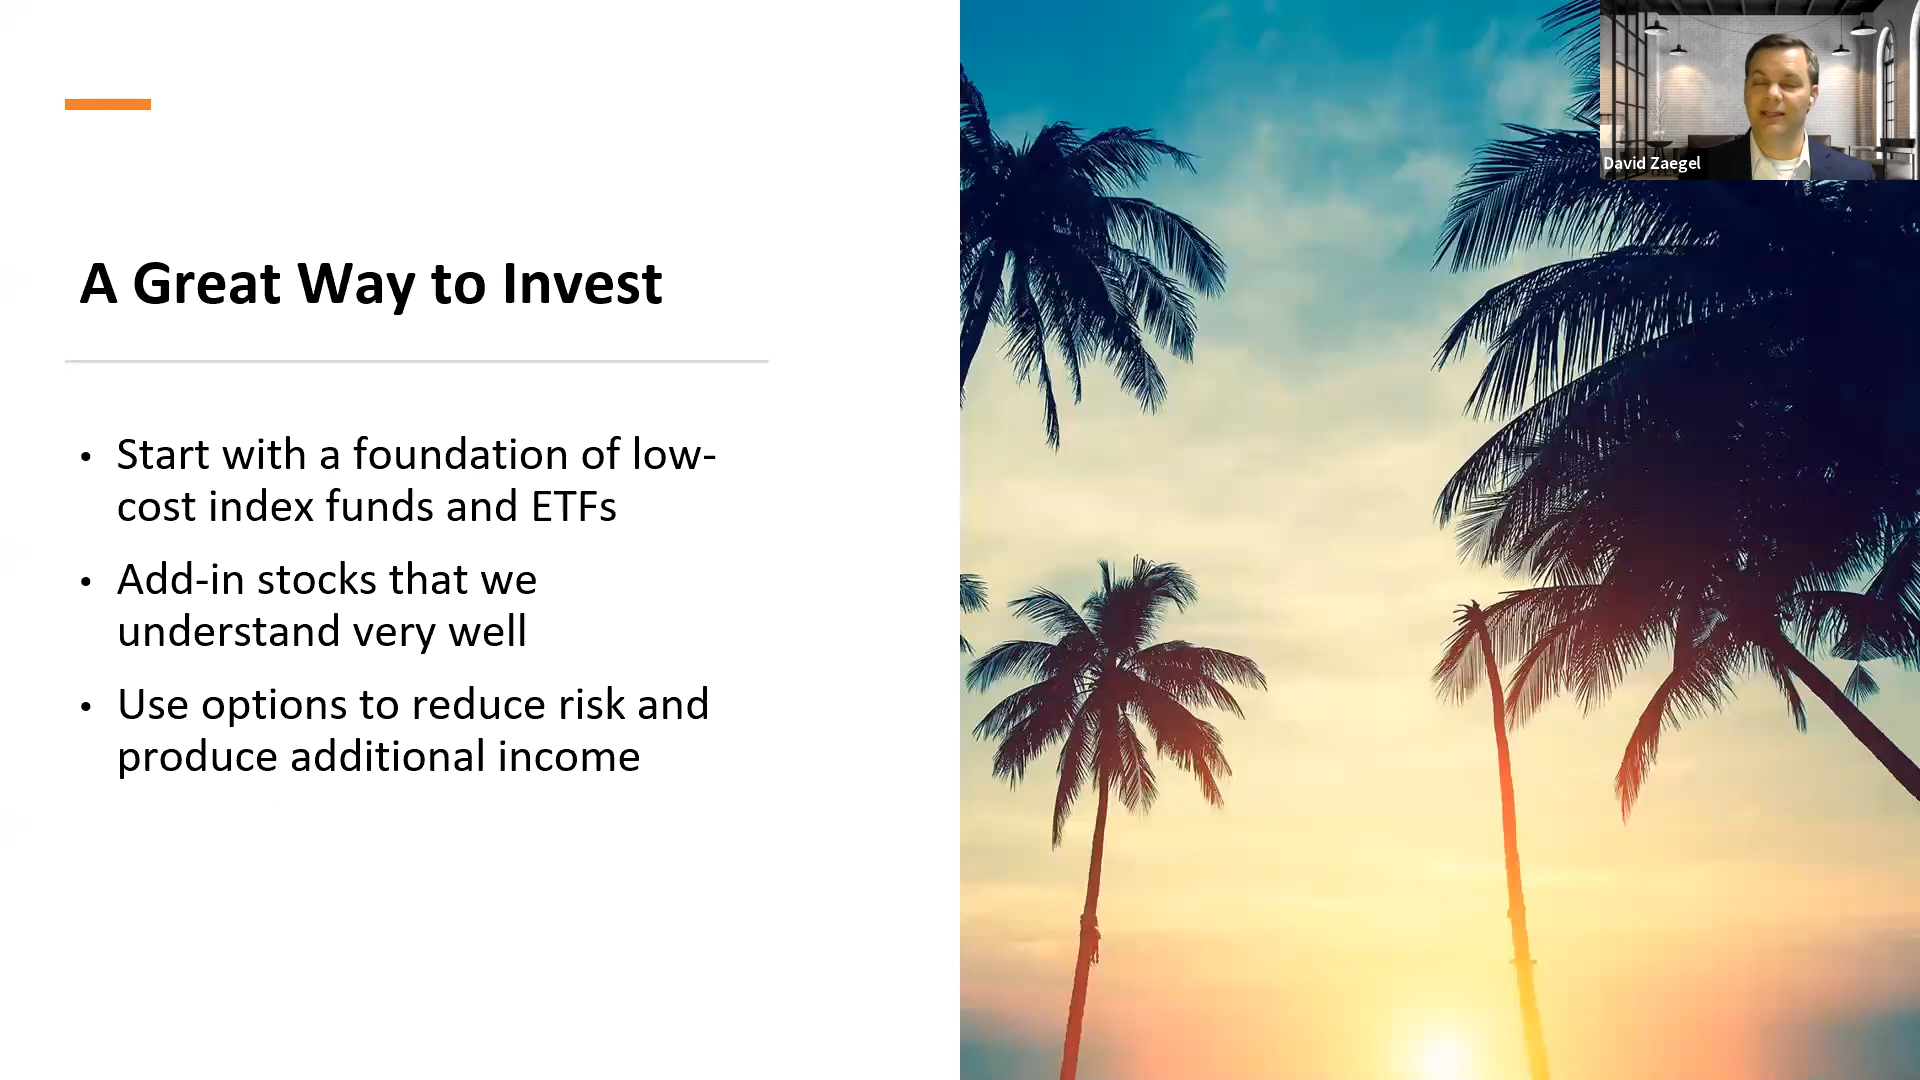 David Zaegel
A Great Way to Invest
• Start with a foundation of low-
cost index funds and ETFs
• Add-in stocks that we
understand very well
• Use options to reduce risk and
produce additional income